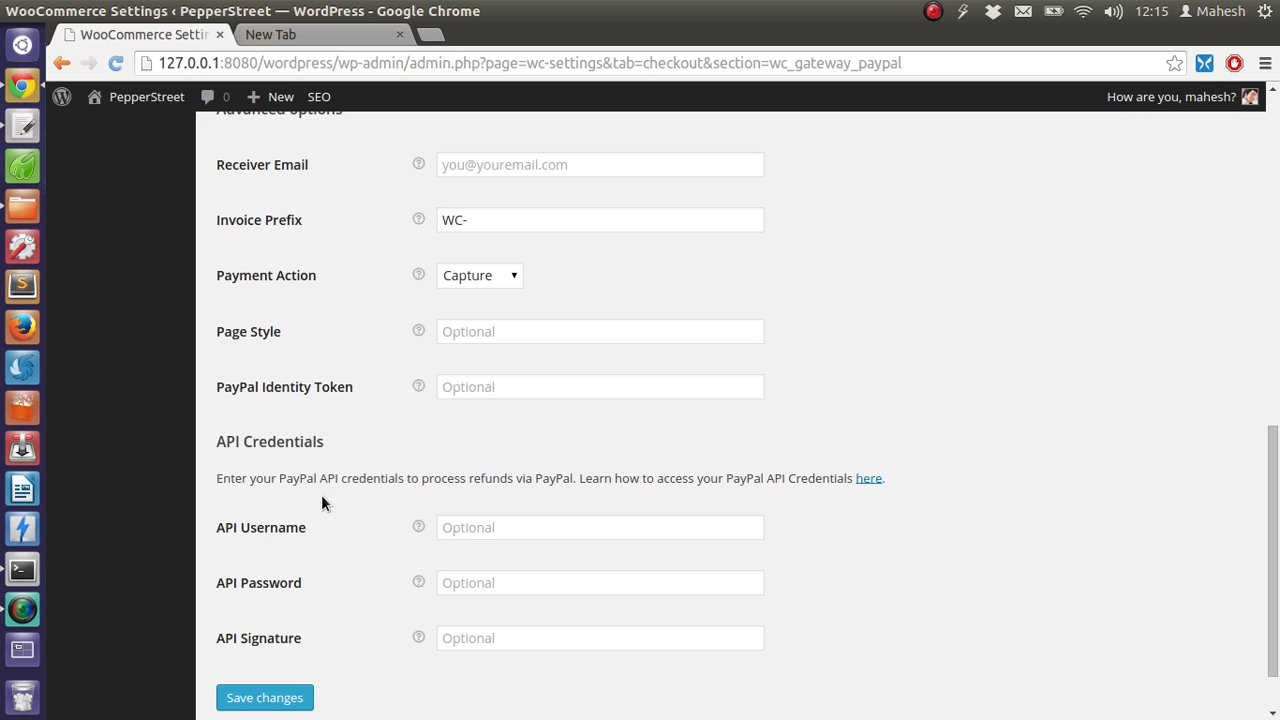 WooCommerce Settings ‹ PepperStreet — WordPress - Google Chrome
12:15
Mahesh
WooCommerce Settin
New Tab
127.0.0.1:8080/wordpress/wp-admin/admin.php?page=wc-settings&tab=checkout&section=wc_gateway_paypal
PepperStreet
0
New
SEO
How are you, mahesh?
Advanced options
Receiver Email
you@youremail.com
Invoice Prefix
WC-
Payment Action
Capture
Page Style
Optional
PayPal Identity Token
Optional
API Credentials
Enter your PayPal API credentials to process refunds via PayPal. Learn how to access your PayPal API Credentials here.
API Username
Optional
API Password
Optional
API Signature
Optional
Save changes